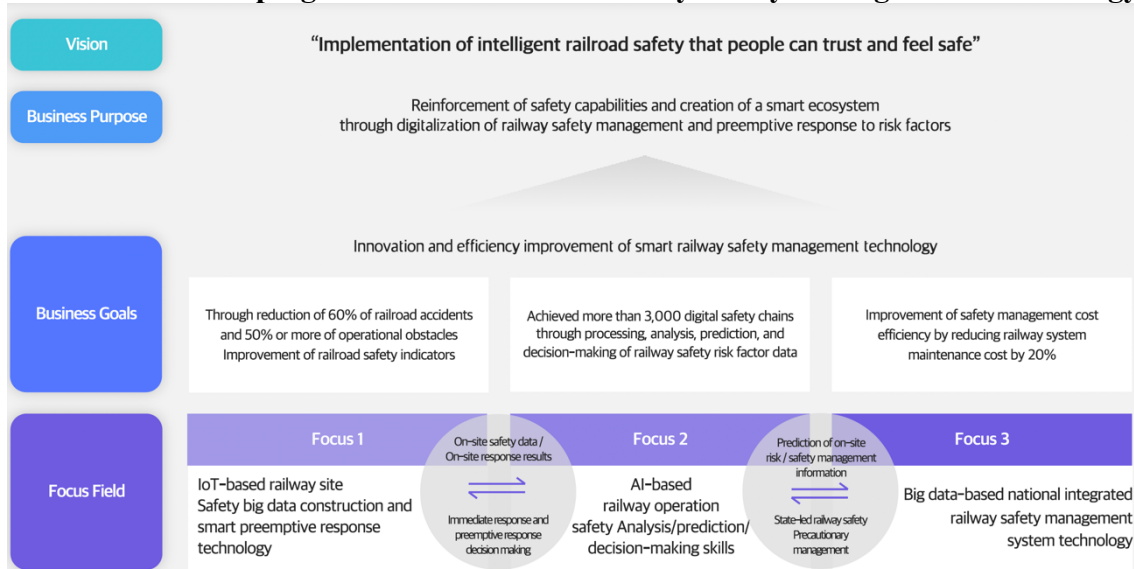 Vision
“Implementation of intelligent railroad safety that people can trust and feel safe”
Business Purpose
Reinforcement of safety capabilities and creation of a smart ecosystem
through digitalization of railway safety management and preemptive response to risk factors
Innovation and efficiency improvement of smart railway safety management technology
Business Goals
Through reduction of 60% of railroad accidents
and 50% or more of operational obstacles
Improvement of railroad safety indicators
Achieved more than 3,000 digital safety chains
through processing, analysis, prediction, and
decision-making of railway safety risk factor data
Improvement of safety management cost
efficiency by reducing railway system
maintenance cost by 20%
Focus Field
Focus 1
IoT-based railway site
Safety big data construction and
smart preemptive response
technology
On-site safety data /
On-site response results
Immediate response and
preemptive response
decision making
Focus 2
AI-based
railway operation
safety Analysis/prediction/
decision-making skills
Prediction of on-site
risk / safety management
information
State-led railway safety
Precautionary
management
Focus 3
Big data-based national integrated
railway safety management
system technology